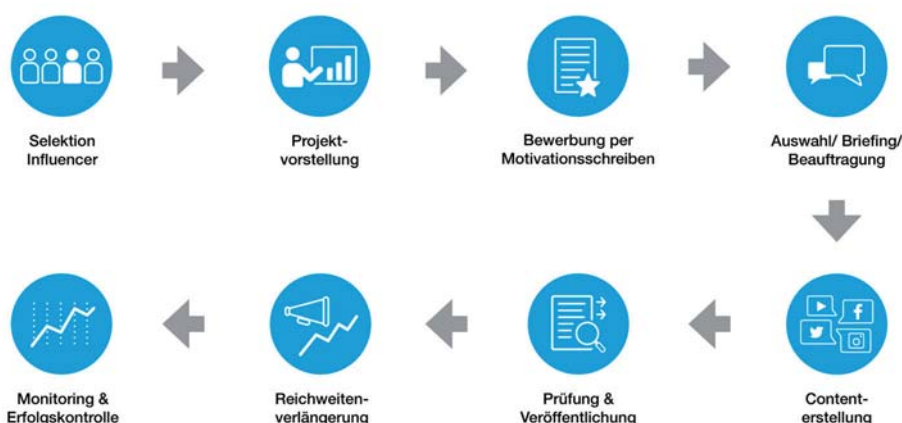 Selektion
Influencer
Projekt-
vorstellung
Bewerbung per
Motivationsschreiben
Auswahl/ Briefing/
Beauftragung
Content-
erstellung
Prüfung &
Veröffentlichung
Reichweiten-
verlängerung
Monitoring &
Erfolgskontrolle